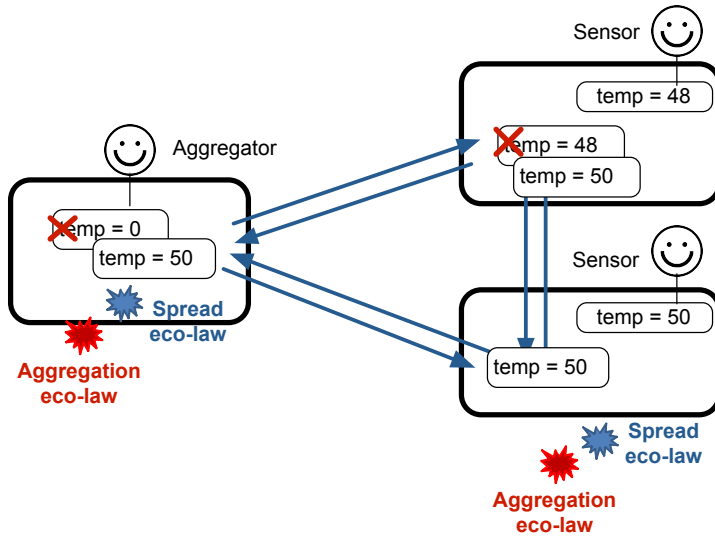 Sensor
temp = 48
temp = 48
temp = 50
Aggregator
temp = 0
temp = 50
Spread
eco-law
Aggregation
eco-law
Sensor
temp = 50
temp = 50
Spread
eco-law
Aggregation
eco-law